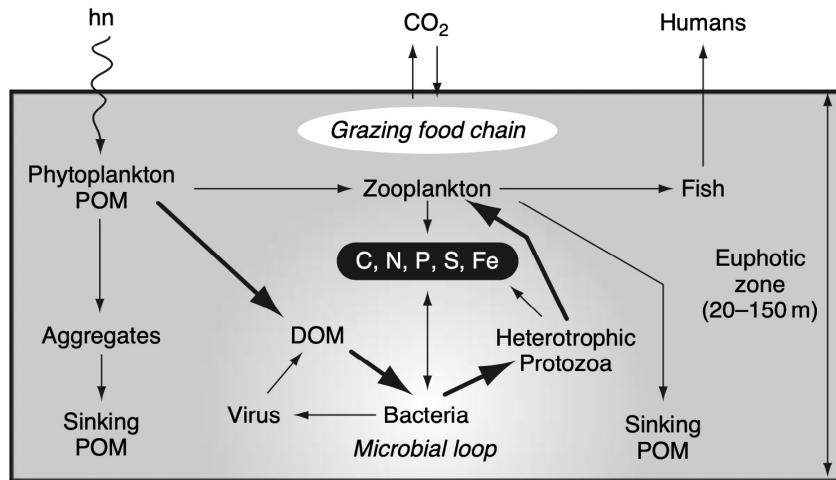 hn
CO₂
Humans
Grazing food chain
Phytoplankton
POM
Zooplankton
Fish
C, N, P, S, Fe
Euphotic
zone
(20–150 m)
Aggregates
DOM
Heterotrophic
Protozoa
Sinking
POM
Virus
Bacteria
Microbial loop
Sinking
POM